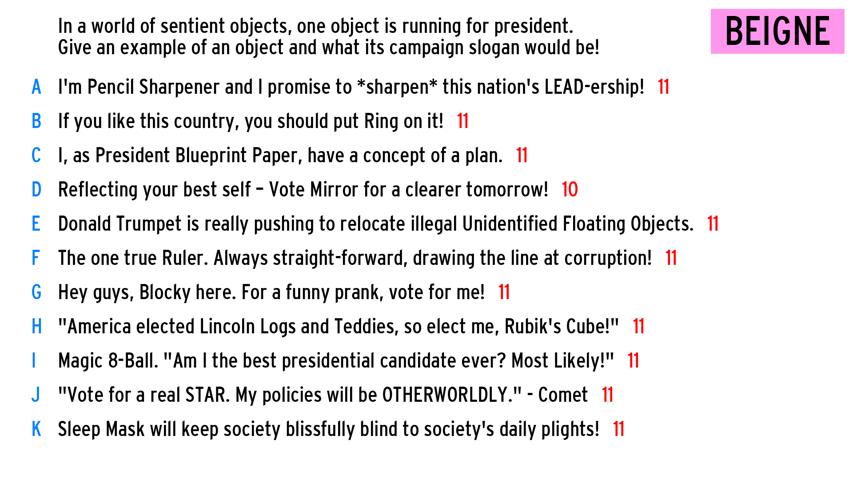 In a world of sentient objects, one object is running for president.
Give an example of an object and what its campaign slogan would be!
BEIGNE
A I'm Pencil Sharpener and I promise to *sharpen* this nation's LEAD-ership! 11
B If you like this country, you should put Ring on it! 11
C I, as President Blueprint Paper, have a concept of a plan. 11
D Reflecting your best self – Vote Mirror for a clearer tomorrow! 10
E Donald Trumpet is really pushing to relocate illegal Unidentified Floating Objects. 11
F The one true Ruler. Always straight-forward, drawing the line at corruption! 11
G Hey guys, Blocky here. For a funny prank, vote for me! 11
H "America elected Lincoln Logs and Teddies, so elect me, Rubik's Cube!" 11
I Magic 8-Ball. "Am I the best presidential candidate ever? Most Likely!" 11
J "Vote for a real STAR. My policies will be OTHERWORLDLY." - Comet 11
K Sleep Mask will keep society blissfully blind to society's daily plights! 11